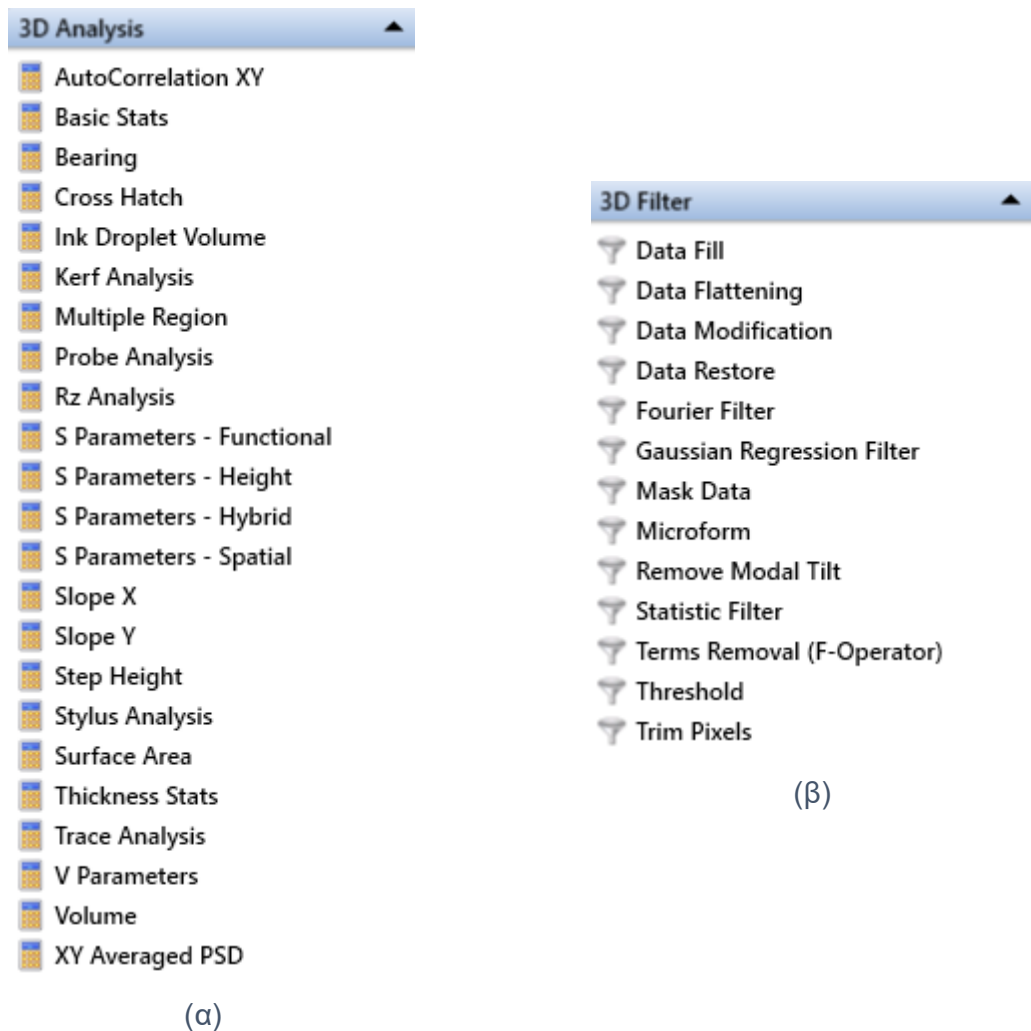 3D Analysis
AutoCorrelation XY
Basic Stats
Bearing
Cross Hatch
Ink Droplet Volume
Kerf Analysis
Multiple Region
Probe Analysis
Rz Analysis
S Parameters - Functional
S Parameters - Height
S Parameters - Hybrid
S Parameters - Spatial
Slope X
Slope Y
Step Height
Stylus Analysis
Surface Area
Thickness Stats
Trace Analysis
V Parameters
Volume
XY Averaged PSD
(α)
3D Filter
Data Fill
Data Flattening
Data Modification
Data Restore
Fourier Filter
Gaussian Regression Filter
Mask Data
Microform
Remove Modal Tilt
Statistic Filter
Terms Removal (F-Operator)
Threshold
Trim Pixels
(β)